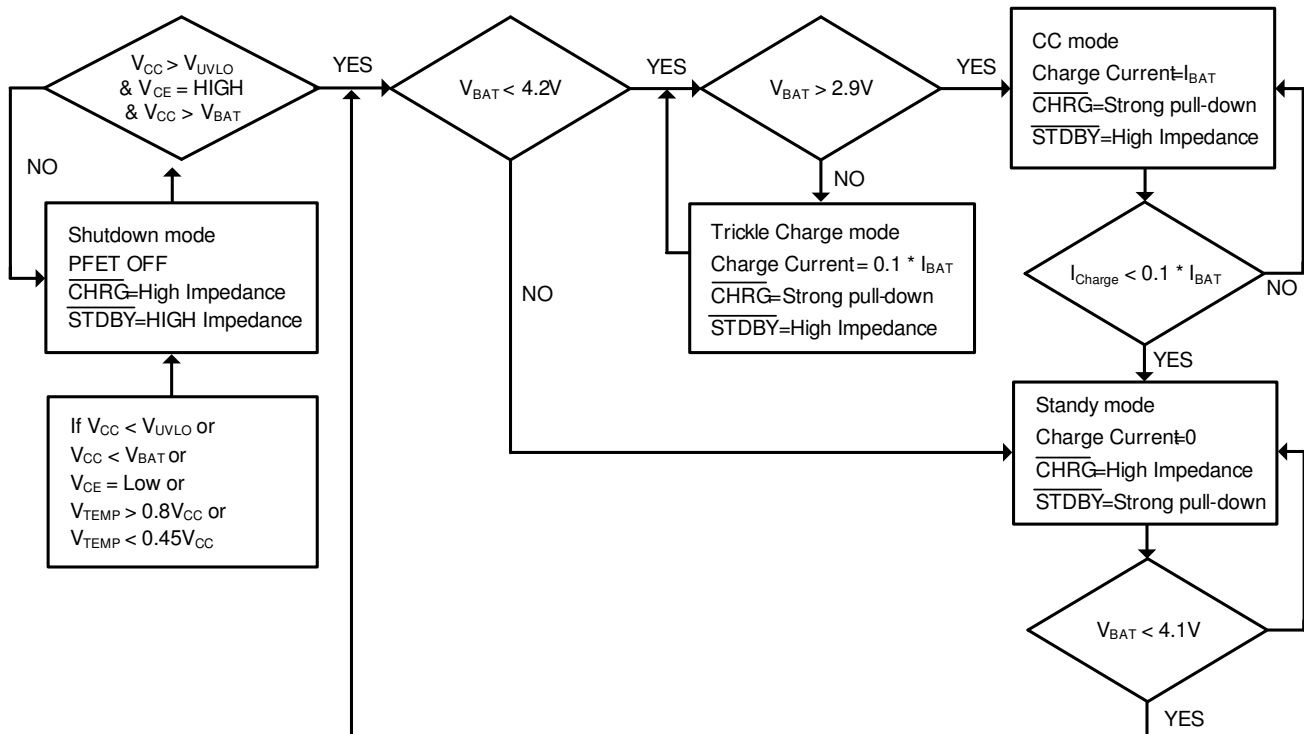 V_CC > V_UVLO
& V_CE = HIGH
& V_CC > V_BAT
YES
NO
Shutdown mode
PFET OFF
CHRG=High Impedance
STDBY=HIGH Impedance
If V_CC < V_UVLO or
V_CC < V_BAT or
V_CE = Low or
V_TEMP > 0.8V_CC or
V_TEMP < 0.45V_CC
V_BAT < 4.2V
YES
NO
V_BAT > 2.9V
YES
NO
Trickle Charge mode
Charge Current = 0.1 * I_BAT
CHRG=Strong pull-down
STDBY=High Impedance
CC mode
Charge Current=I_BAT
CHRG=Strong pull-down
STDBY=High Impedance
I_Charge < 0.1 * I_BAT
NO
YES
Standy mode
Charge Current=0
CHRG=High Impedance
STDBY=Strong pull-down
V_BAT < 4.1V
YES